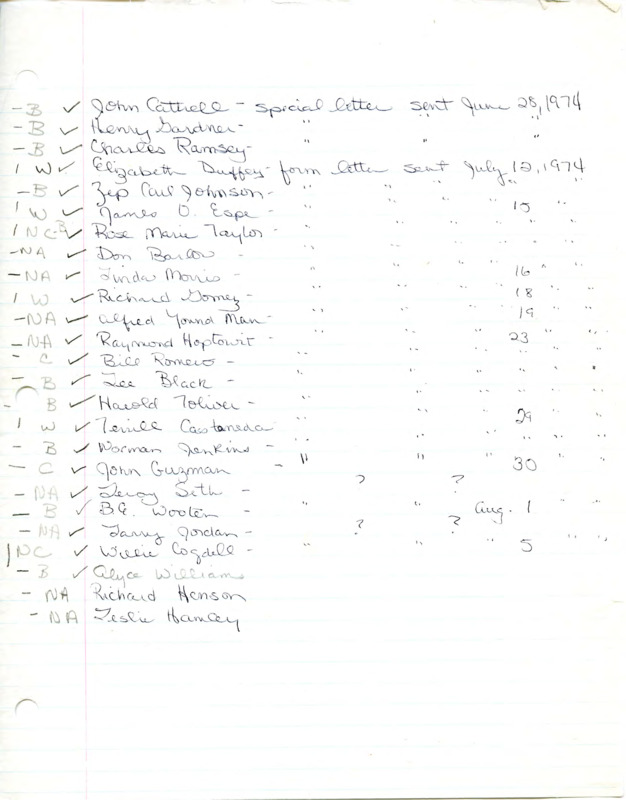 - B ✓ John Cattrell - special letter sent June 28, 1974
- B ✓ Henry Gardner - " " "
- B ✓ Charles Ramsey - " " "
1 W ✓ Elizabeth Duffey - form letter sent July 12, 1974
- B ✓ Zep Carl Johnson - " " " " "
1 W ✓ James O. Espe - " " " 15 " "
1 NC-B ✓ Rose Marie Taylor - " " " " " "
- NA ✓ Don Barlow - " " " " "
- NA ✓ Linda Morris - " " " 16 " "
1 W ✓ Richard Gomez - " " " 18 " "
- NA ✓ Alfred Yound Man - " " " 19 " "
- NA ✓ Raymond Hoptowit - " " " 23 " "
- C ✓ Bill Romero - " " " " " "
- B ✓ Lee Black - " " " " " "
- B ✓ Harold Toliver - " " " " " "
1 W ✓ Terrill Castaneda " " " 29 " "
- B ✓ Norman Jenkins - " " " " " "
- C ✓ John Guzman - " " " 30 " "
- NA ✓ Leroy Seth - ? ?
- B ✓ B.G. Wooten - " " Aug. 1 " "
- NA ✓ Larry Jordan - ? ?
1 NC ✓ Willie Cogdell - " " " 5 " "
- B ✓ Alyce Williams
- NA Richard Henson
- NA Leslie Hamley